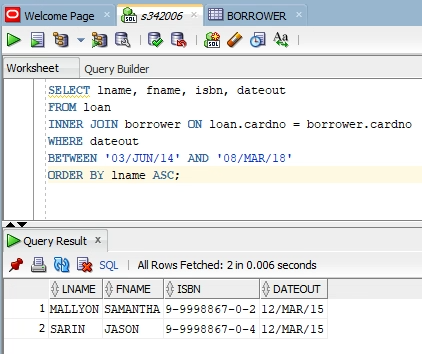 Welcome Page s342006 BORROWER
SQL Aa
Worksheet Query Builder
SELECT lname, fname, isbn, dateout
FROM loan
INNER JOIN borrower ON loan.cardno = borrower.cardno
WHERE dateout
BETWEEN '03/JUN/14' AND '08/MAR/18'
ORDER BY lname ASC;
Query Result x
SQL | All Rows Fetched: 2 in 0.006 seconds
LNAME FNAME ISBN DATEOUT
1 MALLYON SAMANTHA 9-9998867-0-2 12/MAR/15
2 SARIN JASON 9-9998867-0-4 12/MAR/15